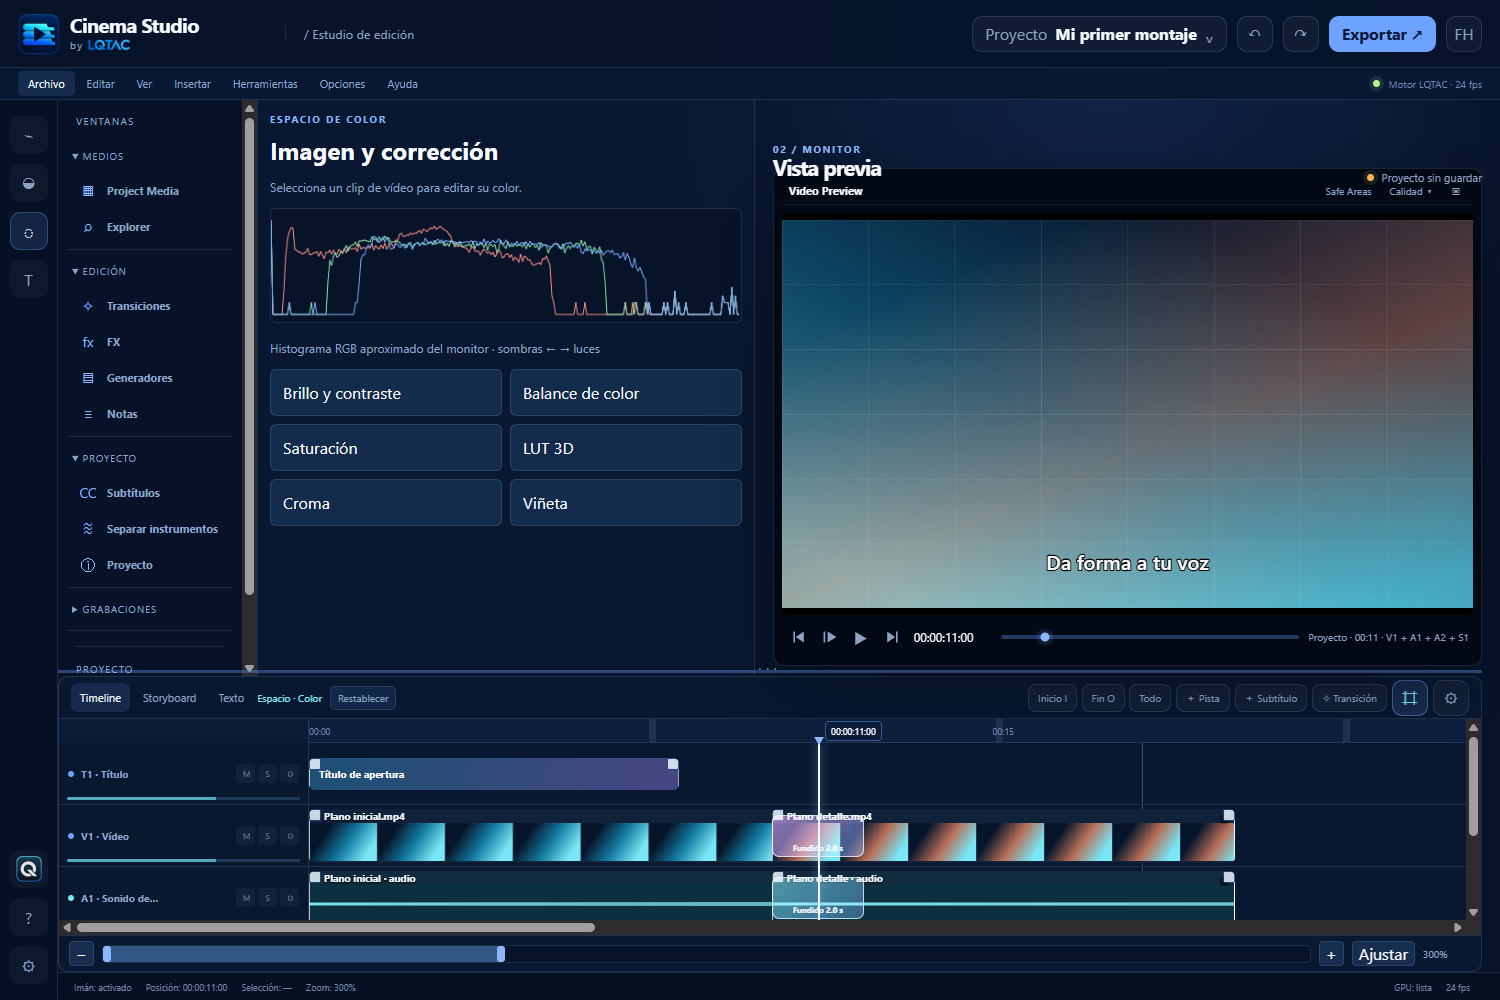 Cinema Studio
by LQTAC
/ Estudio de edición
Proyecto Mi primer montaje
Exportar ↗
FH
Archivo Editar Ver Insertar Herramientas Opciones Ayuda
Motor LQTAC · 24 fps
VENTANAS
▼ MEDIOS
Project Media
Explorer
▼ EDICIÓN
Transiciones
fx FX
Generadores
Notas
▼ PROYECTO
CC Subtítulos
Separar instrumentos
Proyecto
► GRABACIONES
PROYECTO
T
Q
?
ESPACIO DE COLOR
Imagen y corrección
Selecciona un clip de vídeo para editar su color.
Histograma RGB aproximado del monitor · sombras ← → luces
Brillo y contraste
Balance de color
Saturación
LUT 3D
Croma
Viñeta
02 / MONITOR
Vista previa
Proyecto sin guardar
Video Preview
Safe Areas Calidad ▼
Da forma a tu voz
00:00:11:00
Proyecto · 00:11 · V1 + A1 + A2 + S1
Timeline Storyboard Texto Espacio · Color Restablecer
Inicio I Fin O Todo + Pista + Subtítulo ✧ Transición
00:00
00:00:11:00
00:15
T1 · Título M S
Título de apertura
V1 · Vídeo M S
Plano inicial.mp4
Plano detalle.mp4
Fundido 2.0 s
A1 · Sonido de... M S
Plano inicial · audio
Plano detalle · audio
Fundido 2.0 s
−
+
Ajustar
300%
Imán: activado Posición: 00:00:11:00 Selección: — Zoom: 300%
GPU: lista 24 fps